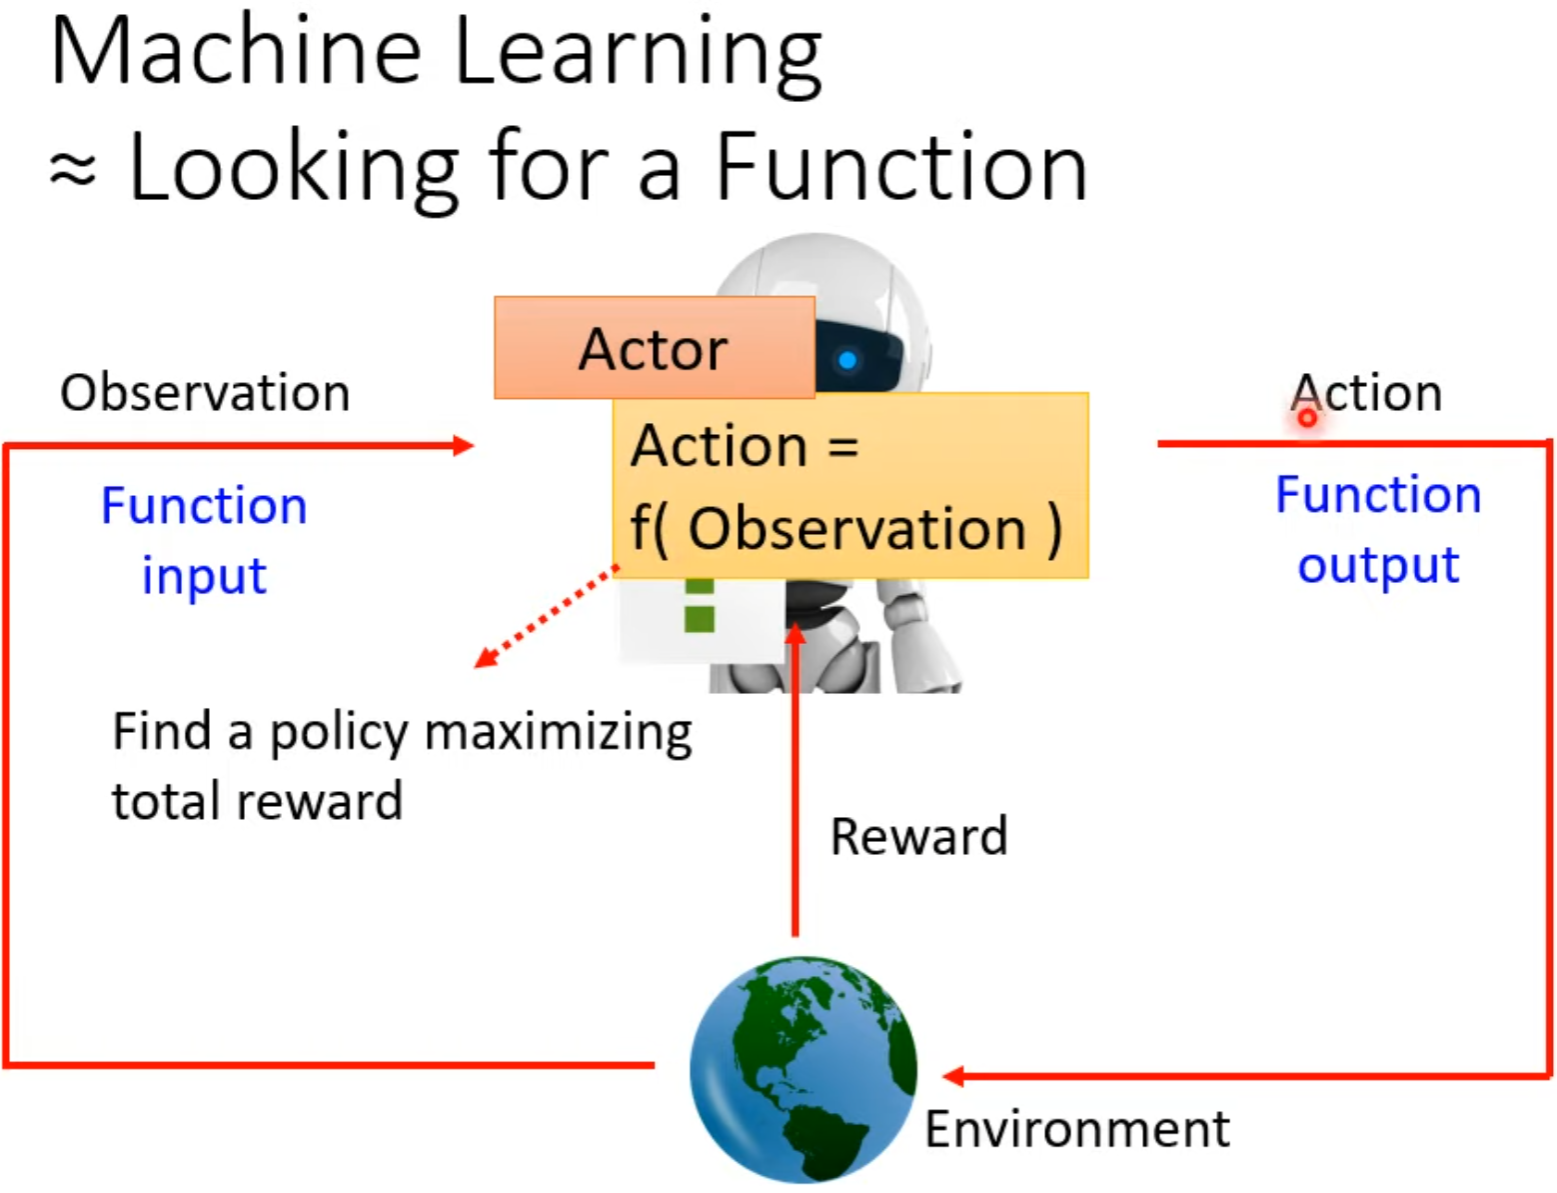 Machine Learning
≈ Looking for a Function
Actor
Observation
Action
Action =
f( Observation )
Function
input
Function
output
Find a policy maximizing
total reward
Reward
Environment